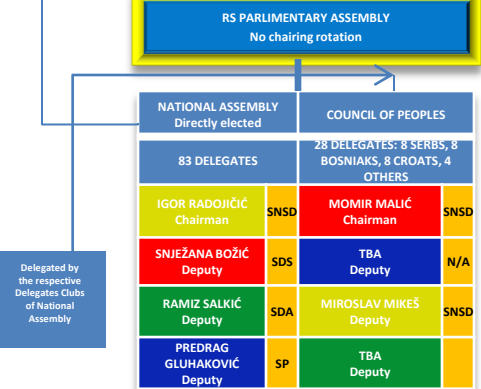 RS PARLIMENTARY ASSEMBLY
No chairing rotation
NATIONAL ASSEMBLY
Directly elected
COUNCIL OF PEOPLES
83 DELEGATES
28 DELEGATES: 8 SERBS, 8
BOSNIAKS, 8 CROATS, 4
OTHERS
IGOR RADOJIČIĆ
Chairman
SNSD
MOMIR MALIĆ
Chairman
SNSD
SNJEŽANA BOŽIĆ
Deputy
SDS
TBA
Deputy
N/A
RAMIZ SALKIĆ
Deputy
SDA
MIROSLAV MIKEŠ
Deputy
SNSD
PREDRAG
GLUHAKOVIĆ
Deputy
SP
TBA
Deputy
Delegated by
the respective
Delegates Clubs
of National
Assembly